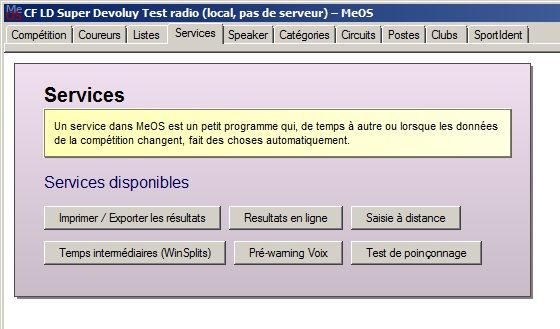 MeOS CF LD Super Devoluy Test radio (local, pas de serveur) – MeOS
Compétition Coureurs Listes Services Speaker Catégories Circuits Postes Clubs SportIdent
Services
Un service dans MeOS est un petit programme qui, de temps à autre ou lorsque les données
de la compétition changent, fait des choses automatiquement.
Services disponibles
Imprimer / Exporter les résultats Resultats en ligne Saisie à distance
Temps intermédiaires (WinSplits) Pré-warning Voix Test de poinçonnage